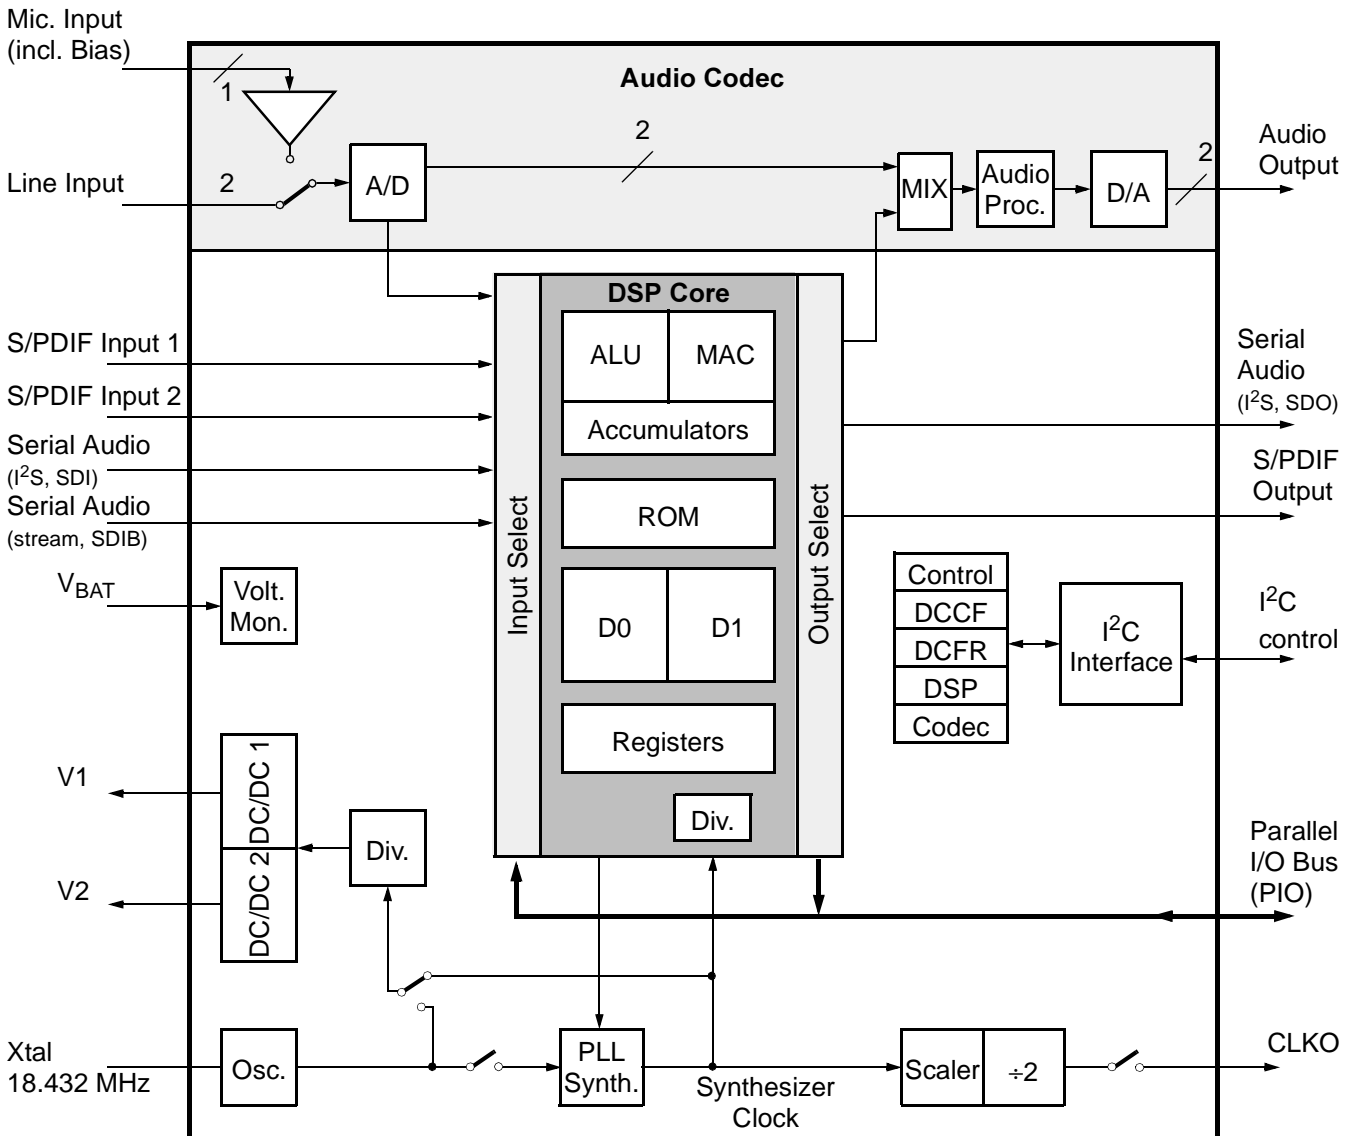 Mic. Input
(incl. Bias)
1
Audio Codec
2
Audio
Output
2
Line Input
2
A/D
MIX
Audio
Proc.
D/A
DSP Core
S/PDIF Input 1
ALU
MAC
Serial
Audio
(I²S, SDO)
S/PDIF Input 2
Accumulators
Serial Audio
(I²S, SDI)
S/PDIF
Output
Serial Audio
(stream, SDIB)
Input Select
ROM
Output Select
VBAT
Volt.
Mon.
D0
D1
Control
DCCF
DCFR
DSP
Codec
I²C
Interface
I²C
control
Registers
V1
DC/DC 1
Div.
Div.
Parallel
I/O Bus
(PIO)
V2
DC/DC 2
Xtal
18.432 MHz
Osc.
PLL
Synth.
Synthesizer
Clock
Scaler
÷2
CLKO